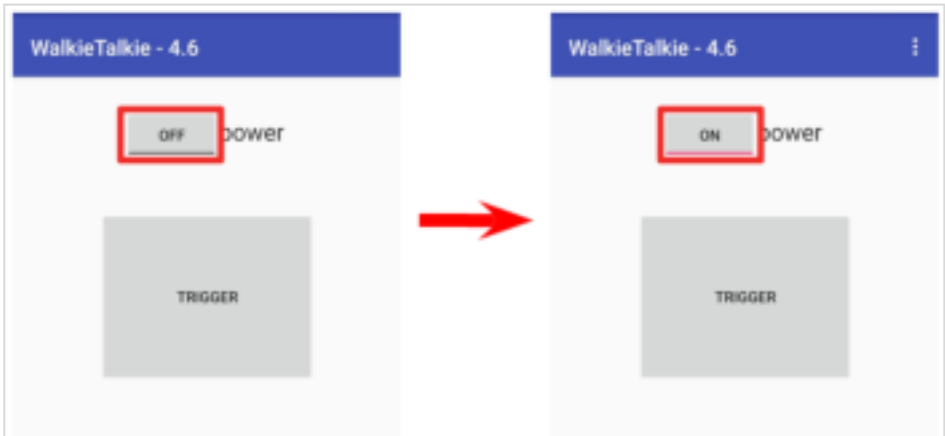 WalkieTalkie - 4.6
OFF power
TRIGGER
WalkieTalkie - 4.6
ON power
TRIGGER